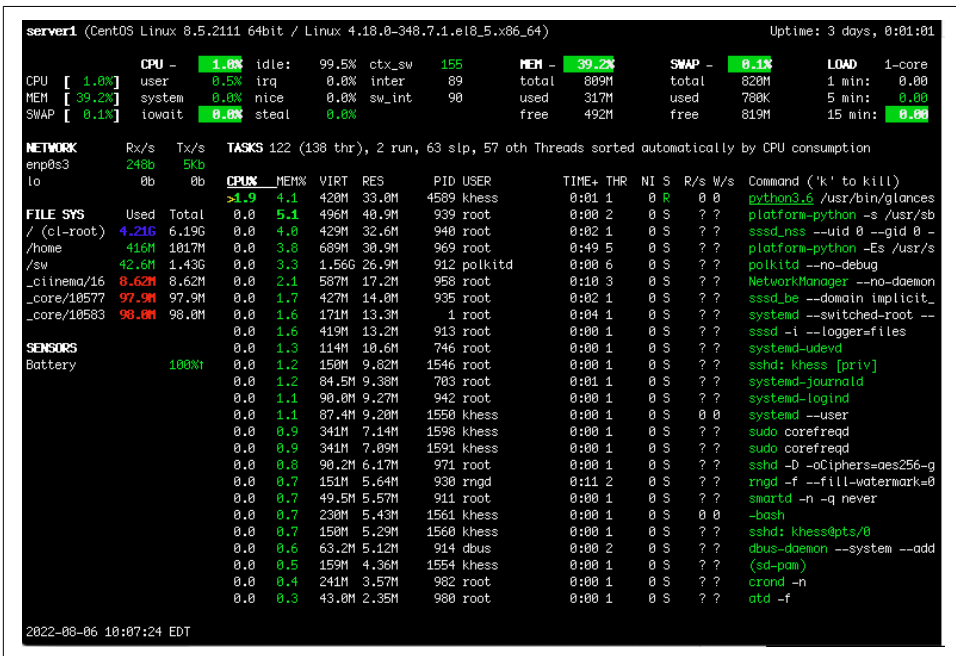 server1 (CentOS Linux 8.5.2111 64bit / Linux 4.18.0-348.7.1.el8_5.x86_64) Uptime: 3 days, 0:01:01
CPU - 1.0% idle: 99.5% ctx_sw 155 MEM - 39.2% SWAP - 0.1% LOAD 1-core
CPU [ 1.0%] user 0.5% irq 0.0% inter 89 total 809M total 820M 1 min: 0.00
MEM [ 39.2%] system 0.0% nice 0.0% sw_int 90 used 317M used 780K 5 min: 0.00
SWAP [ 0.1%] iowait 0.0% steal 0.0% free 492M free 819M 15 min: 0.00
NETWORK Rx/s Tx/s TASKS 122 (138 thr), 2 run, 63 slp, 57 oth Threads sorted automatically by CPU consumption
enp0s3 248b 5Kb
lo 0b 0b CPU% MEM% VIRT RES PID USER TIME+ THR NI S R/s W/s Command ('k' to kill)
>1.9 4.1 420M 33.0M 4589 khess 0:01 1 0 R 0 0 python3.6 /usr/bin/glances
FILE SYS Used Total 0.0 5.1 496M 40.9M 939 root 0:00 2 0 S ? ? platform-python -s /usr/sb
/ (cl-root) 4.21G 6.19G 0.0 4.0 429M 32.6M 940 root 0:02 1 0 S ? ? sssd_nss --uid 0 --gid 0 -
/home 416M 1017M 0.0 3.8 689M 30.9M 969 root 0:49 5 0 S ? ? platform-python -Es /usr/s
/sw 42.6M 1.43G 0.0 3.3 1.56G 26.9M 912 polkitd 0:00 6 0 S ? ? polkitd --no-debug
_ciinema/16 8.62M 8.62M 0.0 2.1 587M 17.2M 958 root 0:10 3 0 S ? ? NetworkManager --no-daemon
_core/10577 97.9M 97.9M 0.0 1.7 427M 14.0M 935 root 0:02 1 0 S ? ? sssd_be --domain implicit_
_core/10583 98.0M 98.0M 0.0 1.6 171M 13.3M 1 root 0:04 1 0 S ? ? systemd --switched-root --
0.0 1.6 419M 13.2M 913 root 0:00 1 0 S ? ? sssd -i --logger=files
SENSORS 0.0 1.3 114M 10.6M 746 root 0:00 1 0 S ? ? systemd-udevd
Battery 100%↑ 0.0 1.2 150M 9.82M 1546 root 0:00 1 0 S ? ? sshd: khess [priv]
0.0 1.2 84.5M 9.38M 703 root 0:01 1 0 S ? ? systemd-journald
0.0 1.1 90.0M 9.27M 942 root 0:00 1 0 S ? ? systemd-logind
0.0 1.1 87.4M 9.20M 1550 khess 0:00 1 0 S 0 0 systemd --user
0.0 0.9 341M 7.14M 1598 khess 0:00 1 0 S ? ? sudo corefreqd
0.0 0.9 341M 7.09M 1591 khess 0:00 1 0 S ? ? sudo corefreqd
0.0 0.8 90.2M 6.17M 971 root 0:00 1 0 S ? ? sshd -D -oCiphers=aes256-g
0.0 0.7 151M 5.64M 930 rngd 0:11 2 0 S ? ? rngd -f --fill-watermark=0
0.0 0.7 49.5M 5.57M 911 root 0:00 1 0 S ? ? smartd -n -q never
0.0 0.7 230M 5.43M 1561 khess 0:00 1 0 S 0 0 -bash
0.0 0.7 150M 5.29M 1560 khess 0:00 1 0 S ? ? sshd: khess@pts/0
0.0 0.6 63.2M 5.12M 914 dbus 0:00 2 0 S ? ? dbus-daemon --system --add
0.0 0.5 159M 4.36M 1554 khess 0:00 1 0 S ? ? (sd-pam)
0.0 0.4 241M 3.57M 982 root 0:00 1 0 S ? ? crond -n
0.0 0.3 43.0M 2.35M 980 root 0:00 1 0 S ? ? atd -f
2022-08-06 10:07:24 EDT